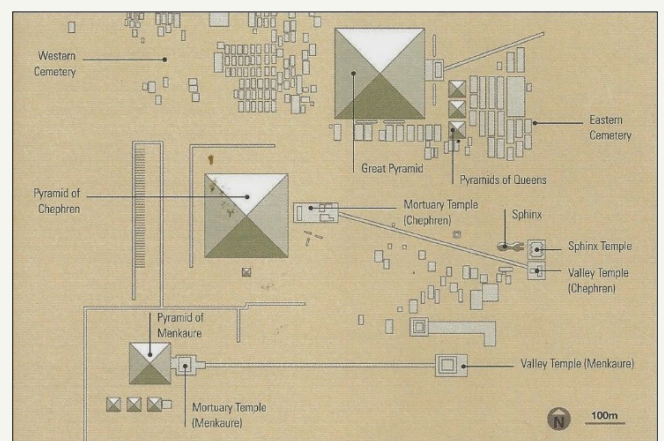 Western
Cemetery
Great Pyramid
Pyramids of Queens
Eastern
Cemetery
Pyramid of
Chephren
Mortuary Temple
(Chephren)
Sphinx
Sphinx Temple
Valley Temple
(Chephren)
Pyramid of
Menkaure
Valley Temple (Menkaure)
Mortuary Temple
(Menkaure)
N
100m